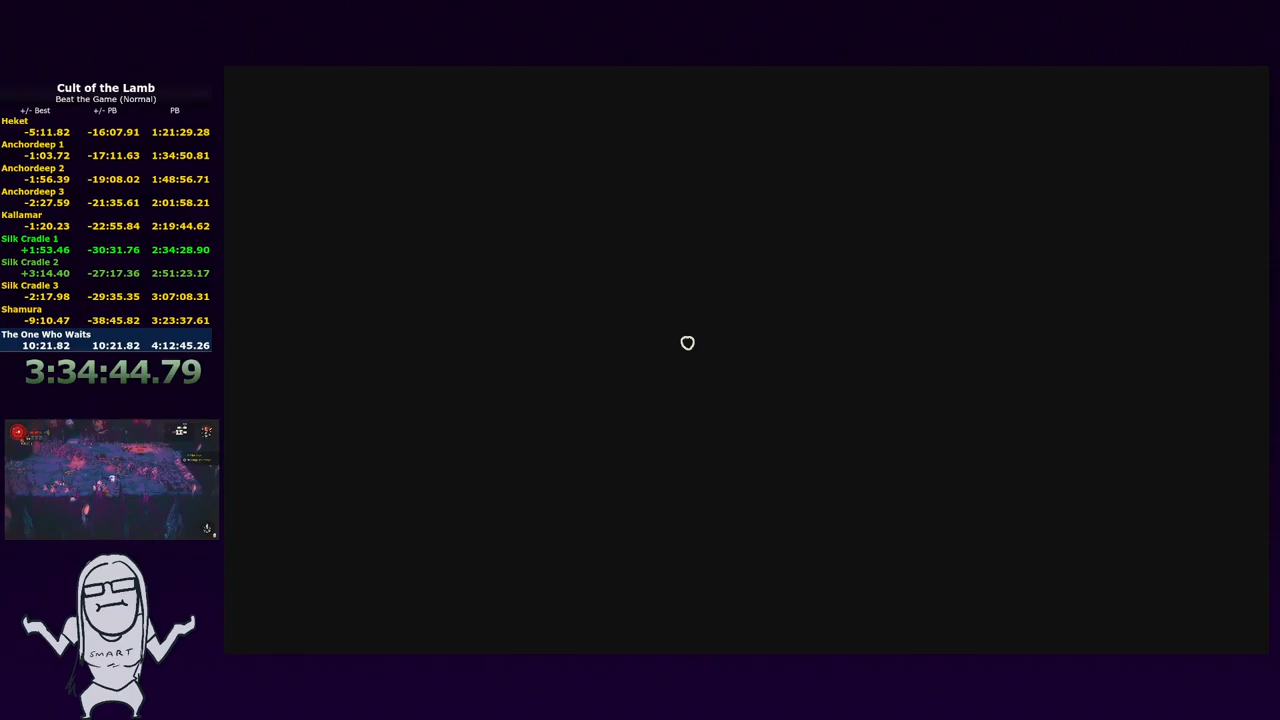 Cult of the Lamb
Beat the Game (Normal)
+/- Best +/- PB PB
Heket
-5:11.82 -16:07.91 1:21:29.28
Anchordeep 1
-1:03.72 -17:11.63 1:34:50.81
Anchordeep 2
-1:56.39 -19:08.02 1:48:56.71
Anchordeep 3
-2:27.59 -21:35.61 2:01:58.21
Kallamar
-1:20.23 -22:55.84 2:19:44.62
Silk Cradle 1
+1:53.46 -30:31.76 2:34:28.90
Silk Cradle 2
+3:14.40 -27:17.36 2:51:23.17
Silk Cradle 3
-2:17.98 -29:35.35 3:07:08.31
Shamura
-9:10.47 -38:45.82 3:23:37.61
The One Who Waits
10:21.82 10:21.82 4:12:45.26
3:34:44.79
SMART